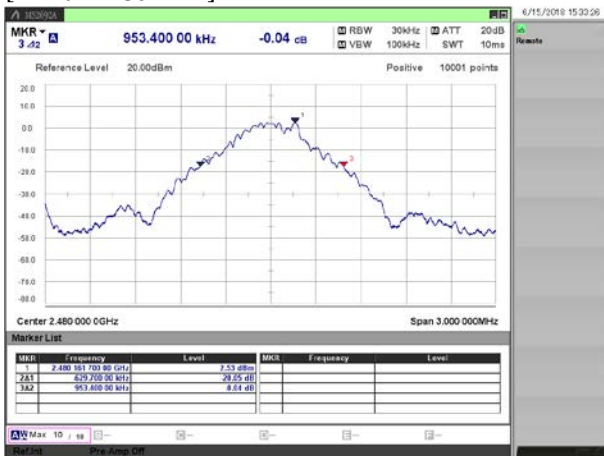 MS2692A
6/15/2018 15:33:26
MKR A 953.400 00 kHz -0.04 dB RBW 30kHz ATT 20dB
3 Δ2 VBW 100kHz SWT 10ms
Remote
Reference Level 20.00dBm Positive 10001 points
20.0
10.0
0.0
-10.0
-20.0
-30.0
-40.0
-50.0
-60.0
-70.0
-80.0
1
2
3
Center 2.480 000 0GHz Span 3.000 000MHz
Marker List
MKR Frequency Level MKR Frequency Level
1 2.480 161 700 00 GHz 2.53 dBm
2Δ1 629.700 00 kHz -20.05 dB
3Δ2 953.400 00 kHz 0.04 dB
AW Max 10 / 10
Ref.Int Pre-Amp Off